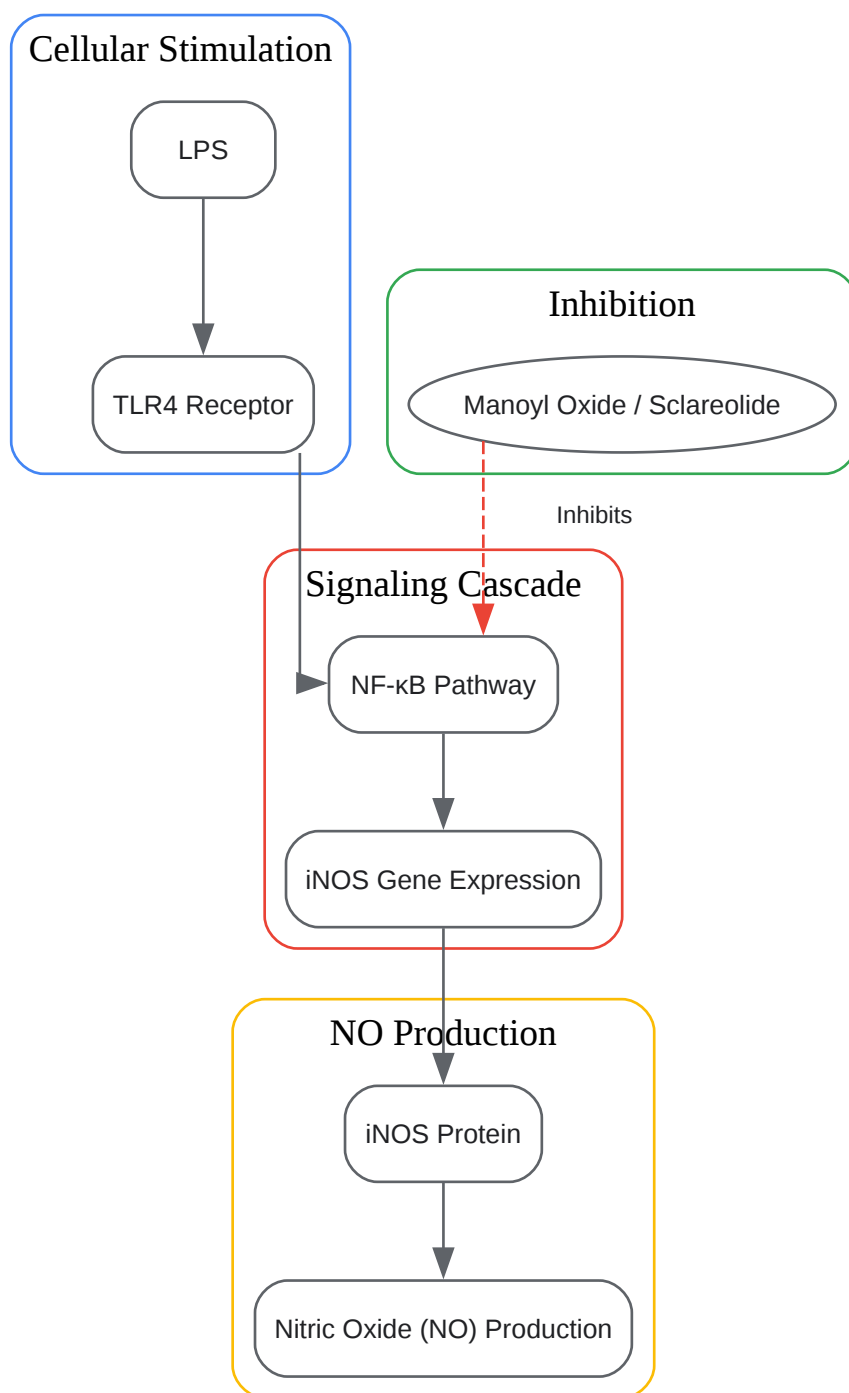 Cellular Stimulation
LPS
TLR4 Receptor
Inhibition
Manoyl Oxide / Sclareolide
Inhibits
Signaling Cascade
NF-κB Pathway
iNOS Gene Expression
NO Production
iNOS Protein
Nitric Oxide (NO) Production